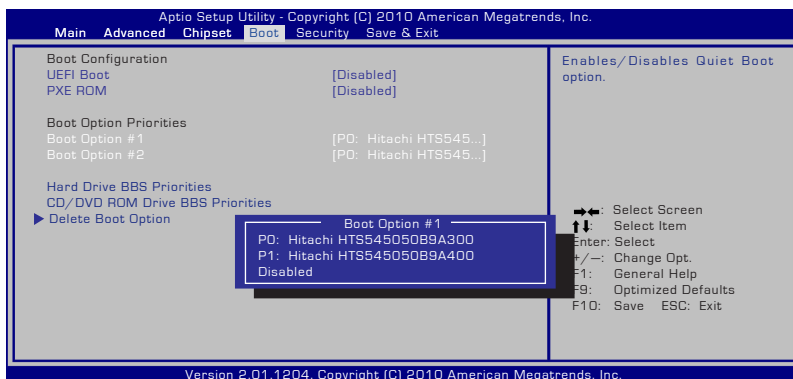 Aptio Setup Utility - Copyright (C) 2010 American Megatrends, Inc.
Main Advanced Chipset Boot Security Save & Exit
Boot Configuration
UEFI Boot [Disabled]
PXE ROM [Disabled]
Boot Option Priorities
Boot Option #1 [P0: Hitachi HTS545...]
Boot Option #2 [P0: Hitachi HTS545...]
Hard Drive BBS Priorities
CD/DVD ROM Drive BBS Priorities
Delete Boot Option
Boot Option #1
P0: Hitachi HTS545050B9A300
P1: Hitachi HTS545050B9A400
Disabled
Enables/Disables Quiet Boot
option.
→←: Select Screen
↑↓: Select Item
Enter: Select
+/—: Change Opt.
F1: General Help
F9: Optimized Defaults
F10: Save ESC: Exit
Version 2.01.1204. Copyright (C) 2010 American Megatrends, Inc.